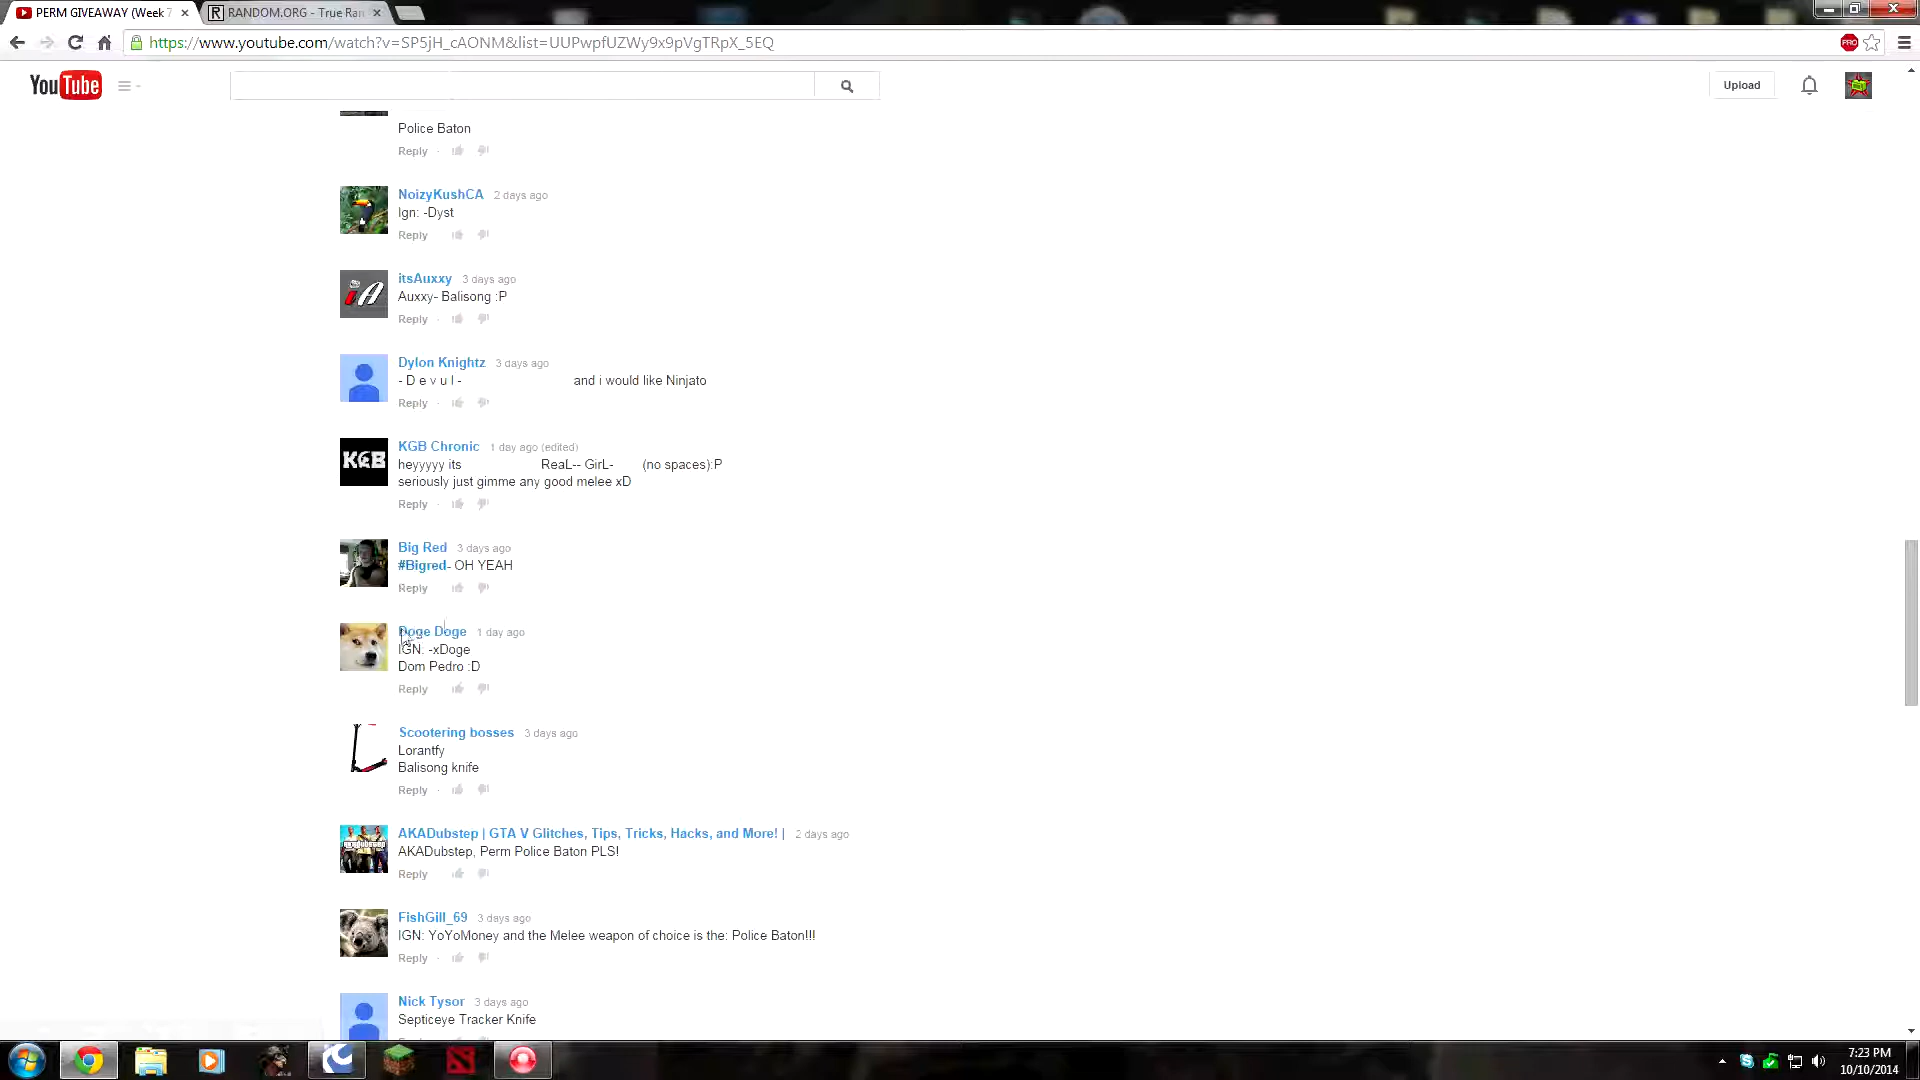 PERM GIVEAWAY (Week 7
RANDOM.ORG - True Ran
https://www.youtube.com/watch?v=SP5jH_cAONM&list=UUPwpfUZWy9x9pVgTRpX_5EQ
PRO
YouTube
Upload
Police Baton
Reply
NoizyKushCA 2 days ago
Ign: -Dyst
Reply
iA
itsAuxxy 3 days ago
Auxxy- Balisong :P
Reply
Dylon Knightz 3 days ago
- D e v u l - and i would like Ninjato
Reply
KGB
KGB Chronic 1 day ago (edited)
heyyyyy its ReaL-- GirL- (no spaces):P
seriously just gimme any good melee xD
Reply
Big Red 3 days ago
#Bigred- OH YEAH
Reply
Doge Doge 1 day ago
IGN: -xDoge
Dom Pedro :D
Reply
Scootering bosses 3 days ago
Lorantfy
Balisong knife
Reply
AKADubstep | GTA V Glitches, Tips, Tricks, Hacks, and More! | 2 days ago
AKADubstep, Perm Police Baton PLS!
Reply
FishGill_69 3 days ago
IGN: YoYoMoney and the Melee weapon of choice is the: Police Baton!!!
Reply
Nick Tysor 3 days ago
Septiceye Tracker Knife
7:23 PM
10/10/2014